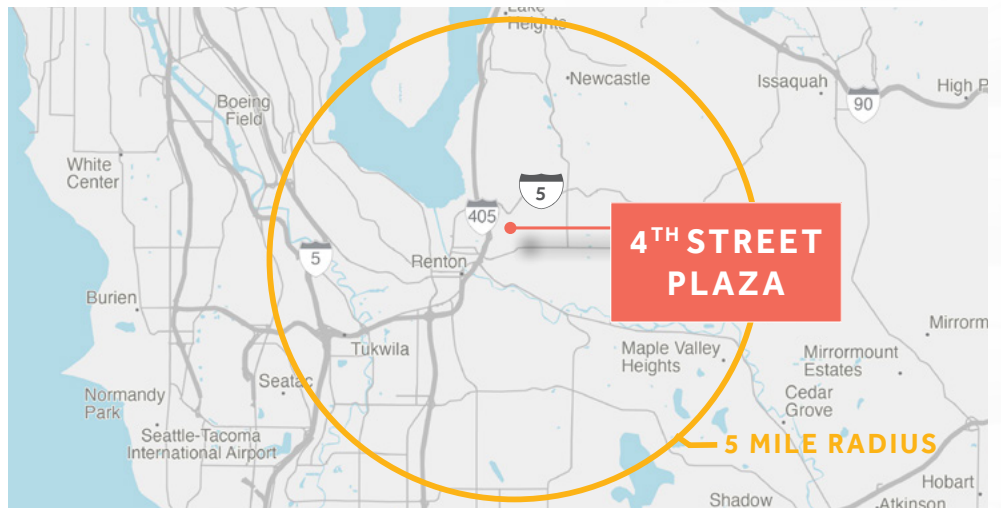 Lake
Heights
Newcastle
Issaquah
High P
90
Boeing
Field
White
Center
5
405
4TH STREET
PLAZA
5
Renton
Burien
Mirrorm
Tukwila
Maple Valley
Heights
Mirrormount
Estates
Seatac
Normandy
Park
Cedar
Grove
Seattle-Tacoma
International Airport
5 MILE RADIUS
Hobart
Shadow
Atkinson